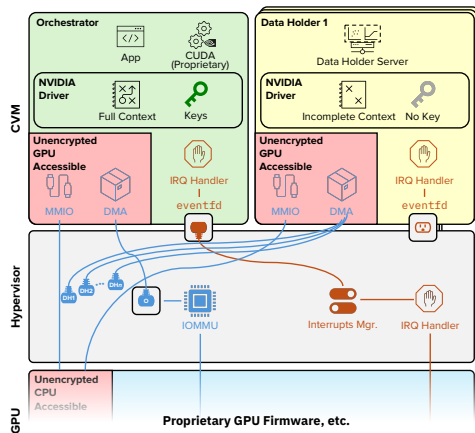 Orchestrator
App
CUDA
(Proprietary)
NVIDIA
Driver
Full Context
Keys
Unencrypted
GPU
Accessible
MMIO
DMA
IRQ Handler
eventfd
Data Holder 1
Data Holder Server
NVIDIA
Driver
Incomplete Context
No Key
Unencrypted
GPU
Accessible
MMIO
DMA
IRQ Handler
eventfd
CVM
Hypervisor
DH1
DH2
DHn
O
IOMMU
Interrupts Mgr.
IRQ Handler
GPU
Unencrypted
CPU
Accessible
Proprietary GPU Firmware, etc.